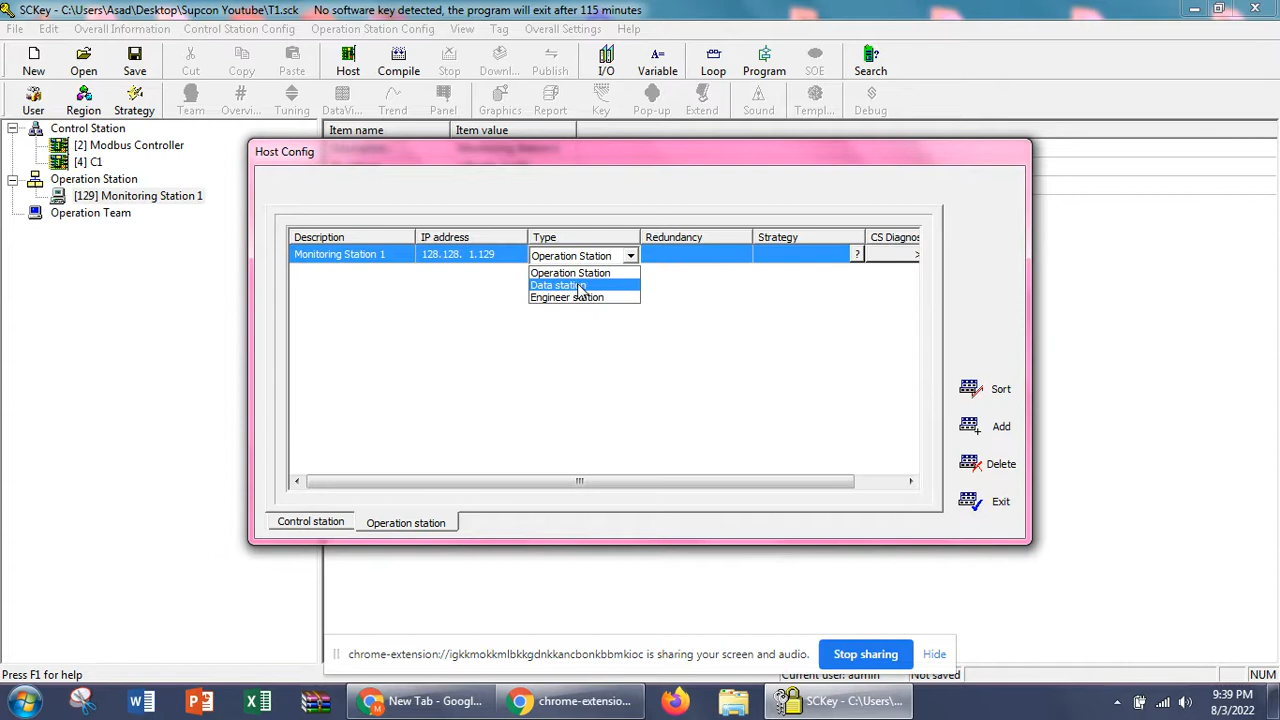 SCKey - C:\Users\Asad\Desktop\Supcon Youtube\T1.sck No software key detected, the program will exit after 115 minutes
File Edit Overall Information Control Station Config Operation Station Config View Tag Overall Settings Help
New Open Save Cut Copy Paste Host Compile Stop Downl... Publish I/O Variable Loop Program SOE Search
User Region Strategy Team Overvi... Tuning DataVi... Trend Panel Graphics Report Key Pop-up Extend Sound Templ... Debug
Control Station
[2] Modbus Controller
[4] C1
Operation Station
[129] Monitoring Station 1
Operation Team
Item name Item value
Host Config
Description IP address Type Redundancy Strategy CS Diagnos
Monitoring Station 1 128.128. 1.129 Operation Station ? >
Operation Station
Data station
Engineer station
Sort
Add
Delete
Exit
Control station Operation station
chrome-extension://igkkmokkmlbkkgdnkkancbonkbbmkioc is sharing your screen and audio. Stop sharing Hide
Press F1 for help Current user: admin Not saved NUM
New Tab - Google... chrome-extensio... SCKey - C:\Users\...
9:39 PM
8/3/2022